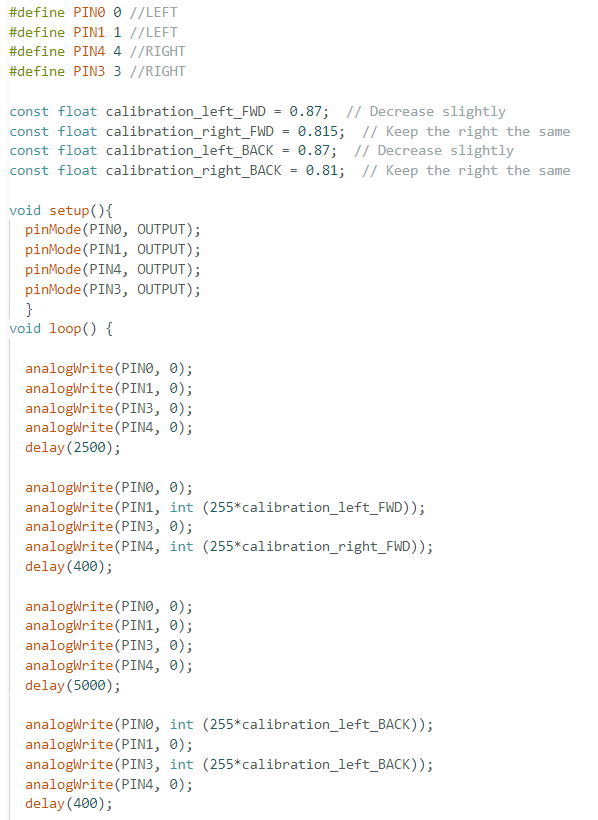 #define PIN0 0 //LEFT
#define PIN1 1 //LEFT
#define PIN4 4 //RIGHT
#define PIN3 3 //RIGHT
const float calibration_left_FWD = 0.87;  // Decrease slightly
const float calibration_right_FWD = 0.815;  // Keep the right the same
const float calibration_left_BACK = 0.87;  // Decrease slightly
const float calibration_right_BACK = 0.81;  // Keep the right the same
void setup(){
  pinMode(PIN0, OUTPUT);
  pinMode(PIN1, OUTPUT);
  pinMode(PIN4, OUTPUT);
  pinMode(PIN3, OUTPUT);
  }
void loop() {
  analogWrite(PIN0, 0);
  analogWrite(PIN1, 0);
  analogWrite(PIN3, 0);
  analogWrite(PIN4, 0);
  delay(2500);
  analogWrite(PIN0, 0);
  analogWrite(PIN1, int (255*calibration_left_FWD));
  analogWrite(PIN3, 0);
  analogWrite(PIN4, int (255*calibration_right_FWD));
  delay(400);
  analogWrite(PIN0, 0);
  analogWrite(PIN1, 0);
  analogWrite(PIN3, 0);
  analogWrite(PIN4, 0);
  delay(5000);
  analogWrite(PIN0, int (255*calibration_left_BACK));
  analogWrite(PIN1, 0);
  analogWrite(PIN3, int (255*calibration_left_BACK));
  analogWrite(PIN4, 0);
  delay(400);